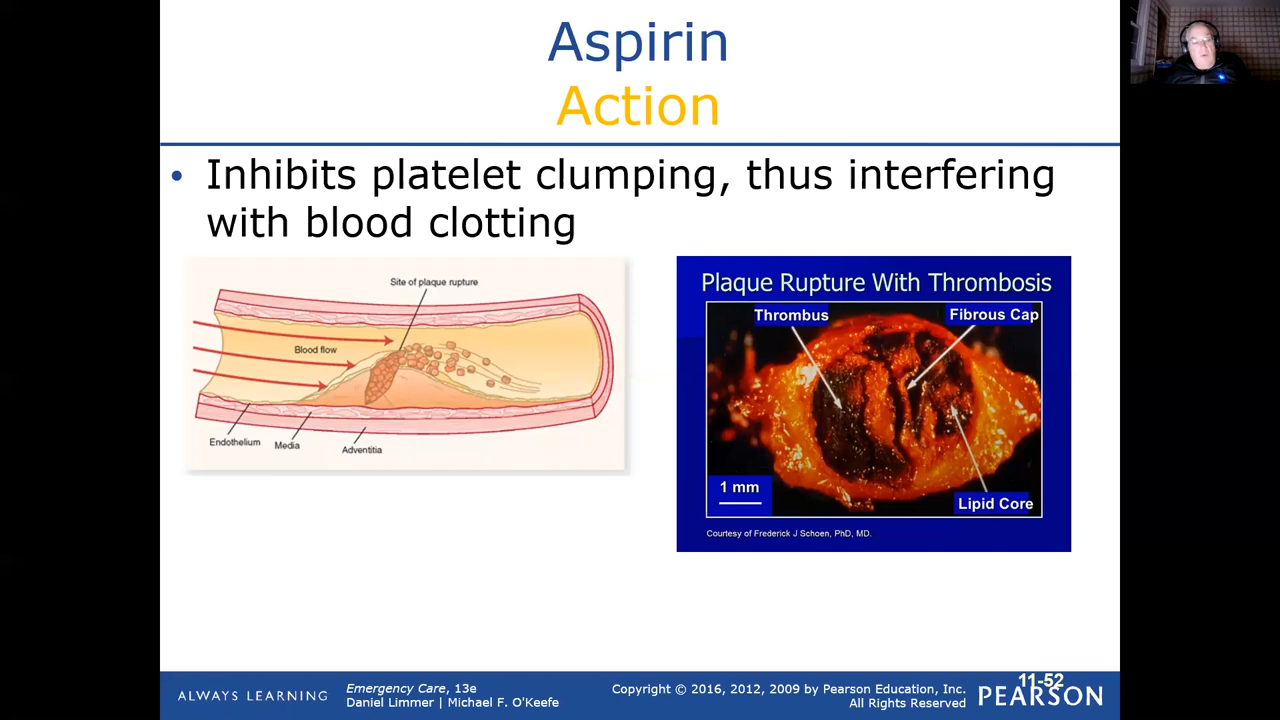 Aspirin
Action
• Inhibits platelet clumping, thus interfering
with blood clotting
Site of plaque rupture
Blood flow
Endothelium
Media
Adventitia
Plaque Rupture With Thrombosis
Thrombus
Fibrous Cap
1 mm
Lipid Core
Courtesy of Frederick J Schoen, PhD, MD.
ALWAYS LEARNING
Emergency Care, 13e
Daniel Limmer | Michael F. O'Keefe
Copyright © 2016, 2012, 2009 by Pearson Education, Inc.
All Rights Reserved
11-52
PEARSON